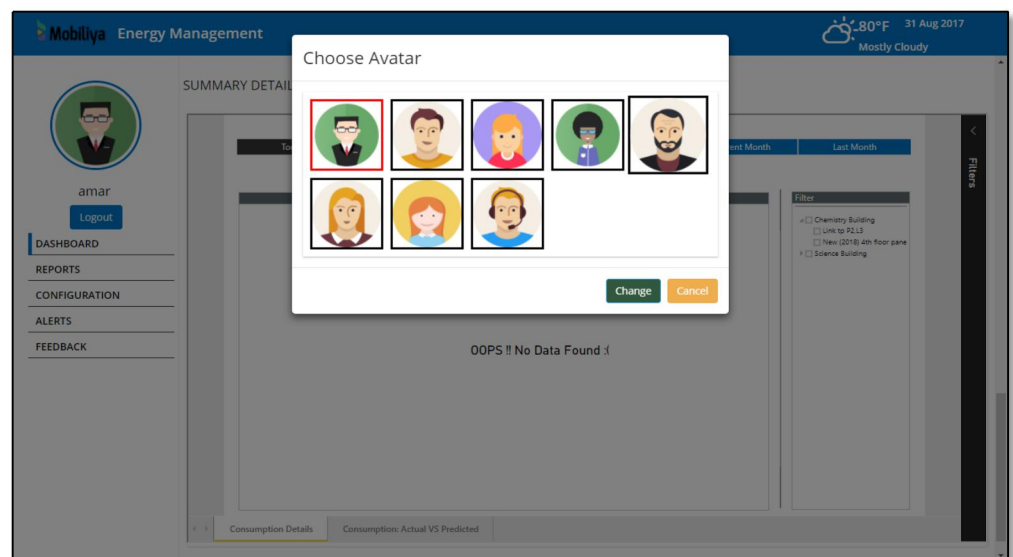 Mobiliya Energy Management
80°F 31 Aug 2017
Mostly Cloudy
Choose Avatar
SUMMARY DETAIL
Last Month
ent Month
Filters
amar
Logout
DASHBOARD
REPORTS
CONFIGURATION
ALERTS
FEEDBACK
Filter
Chemistry Building
Link to P2,L3
New (2018) 4th floor pane
Science Building
Change Cancel
OOPS !! No Data Found :(
Consumption Details Consumption: Actual VS Predicted